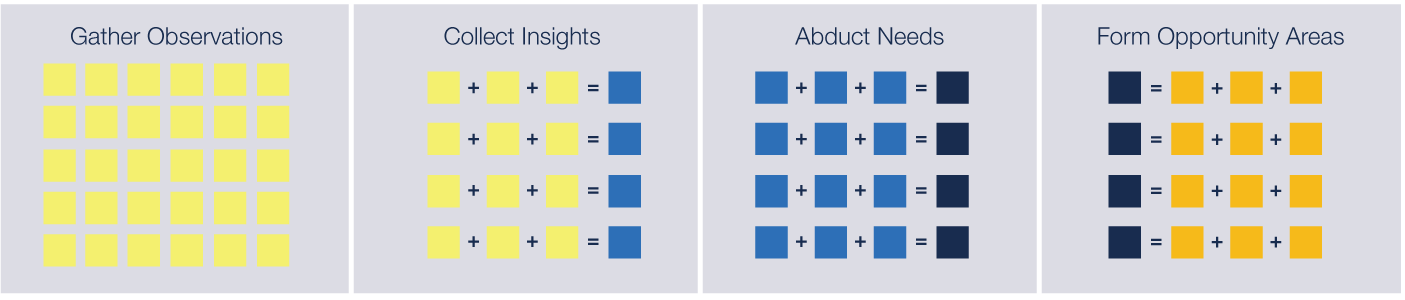 Gather Observations
Collect Insights
Abduct Needs
Form Opportunity Areas
+ + =
+ + =
+ + =
+ + =
+ + =
+ + =
+ + =
+ + =
= + +
= + +
= + +
= + +